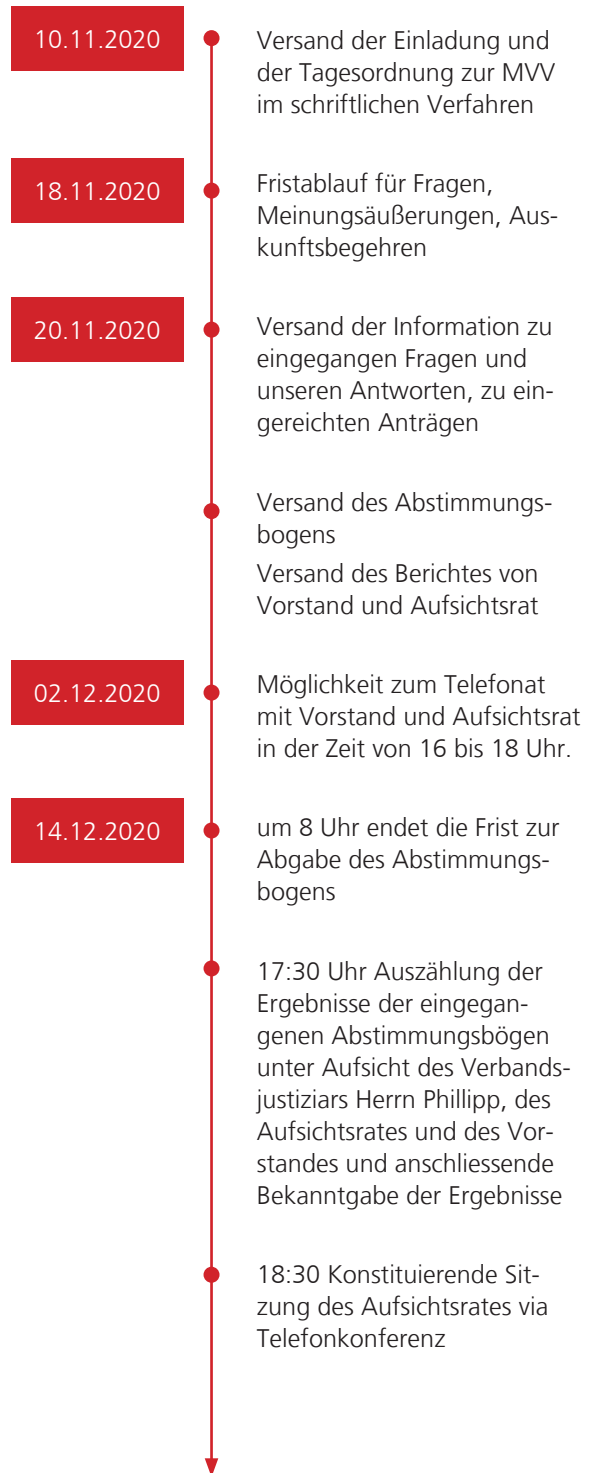 10.11.2020
Versand der Einladung und
der Tagesordnung zur MVV
im schriftlichen Verfahren
18.11.2020
Fristablauf für Fragen,
Meinungsäußerungen, Aus-
kunftsbegehren
20.11.2020
Versand der Information zu
eingegangen Fragen und
unseren Antworten, zu ein-
gereichten Anträgen
Versand des Abstimmungs-
bogens
Versand des Berichtes von
Vorstand und Aufsichtsrat
02.12.2020
Möglichkeit zum Telefonat
mit Vorstand und Aufsichtsrat
in der Zeit von 16 bis 18 Uhr.
14.12.2020
um 8 Uhr endet die Frist zur
Abgabe des Abstimmungs-
bogens
17:30 Uhr Auszählung der
Ergebnisse der eingegan-
genen Abstimmungsbögen
unter Aufsicht des Verbands-
justiziars Herrn Phillipp, des
Aufsichtsrates und des Vor-
standes und anschliessende
Bekanntgabe der Ergebnisse
18:30 Konstituierende Sit-
zung des Aufsichtsrates via
Telefonkonferenz